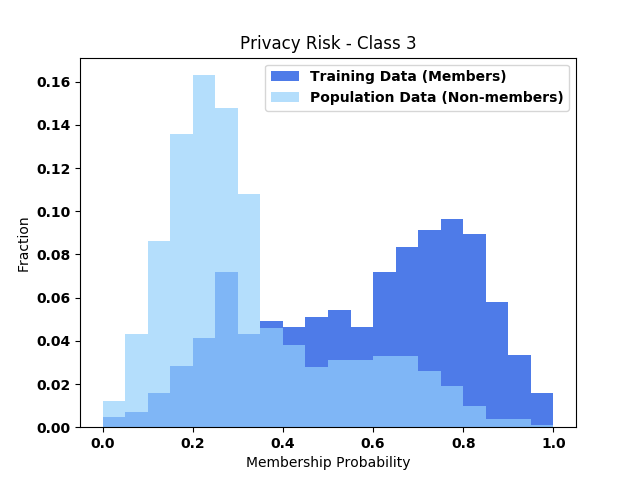 Privacy Risk - Class 3
Training Data (Members)
Population Data (Non-members)
0.16
0.14
0.12
0.10
0.08
0.06
0.04
0.02
0.00
Fraction
0.0 0.2 0.4 0.6 0.8 1.0
Membership Probability